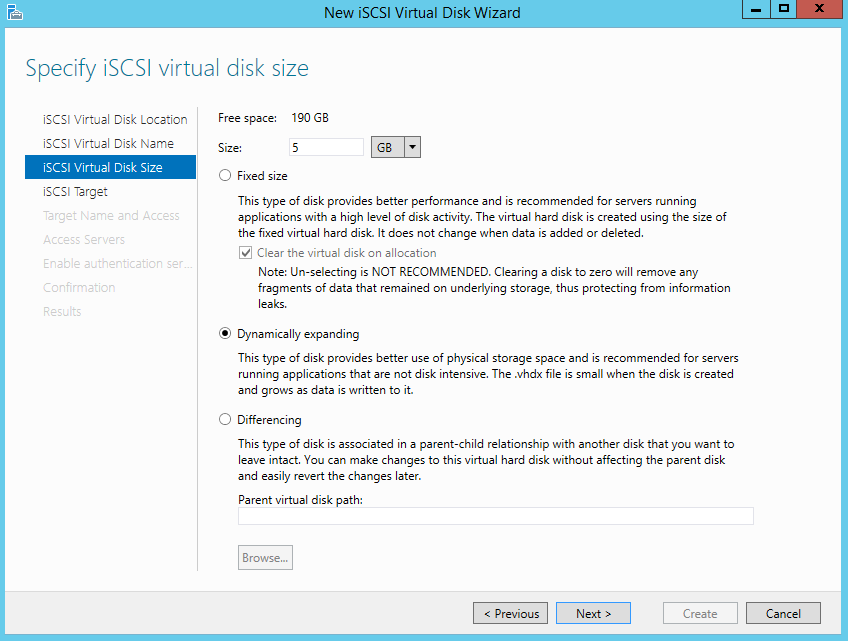 New iSCSI Virtual Disk Wizard
X
Specify iSCSI virtual disk size
iSCSI Virtual Disk Location
iSCSI Virtual Disk Name
iSCSI Virtual Disk Size
iSCSI Target
Target Name and Access
Access Servers
Enable authentication ser...
Confirmation
Results
Free space: 190 GB
Size: 5 GB
Fixed size
This type of disk provides better performance and is recommended for servers running
applications with a high level of disk activity. The virtual hard disk is created using the size of
the fixed virtual hard disk. It does not change when data is added or deleted.
Clear the virtual disk on allocation
Note: Un-selecting is NOT RECOMMENDED. Clearing a disk to zero will remove any
fragments of data that remained on underlying storage, thus protecting from information
leaks.
Dynamically expanding
This type of disk provides better use of physical storage space and is recommended for servers
running applications that are not disk intensive. The .vhdx file is small when the disk is created
and grows as data is written to it.
Differencing
This type of disk is associated in a parent-child relationship with another disk that you want to
leave intact. You can make changes to this virtual hard disk without affecting the parent disk
and easily revert the changes later.
Parent virtual disk path:
Browse...
< Previous Next > Create Cancel